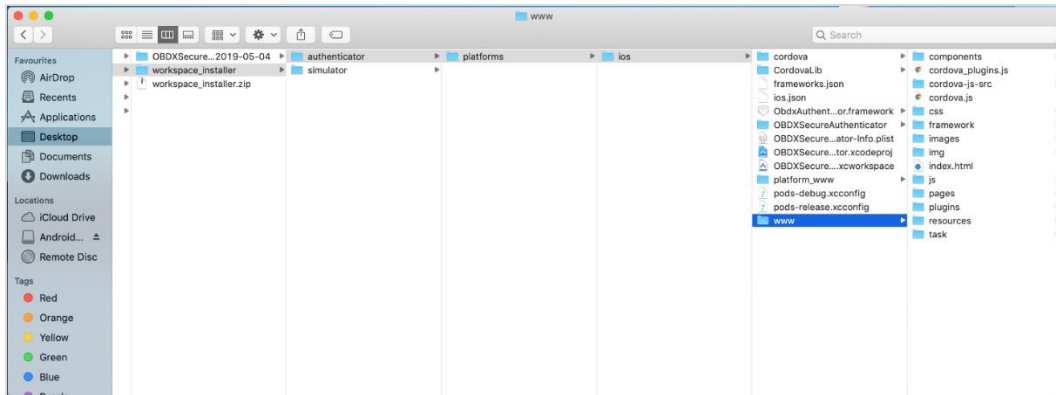 www
Search
Favourites
AirDrop
Recents
Applications
Desktop
Documents
Downloads
Locations
iCloud Drive
Android...
Remote Disc
Tags
Red
Orange
Yellow
Green
Blue
OBDXSecure...2019-05-04
workspace_installer
workspace_installer.zip
authenticator
simulator
platforms
ios
cordova
CordovaLib
frameworks.json
ios.json
ObdxAuthent...or.framework
OBDXSecureAuthenticator
OBDXSecure...ator-Info.plist
OBDXSecure...tor.xcodeproj
OBDXSecure....xcworkspace
platform_www
pods-debug.xcconfig
pods-release.xcconfig
www
components
cordova_plugins.js
cordova-js-src
cordova.js
css
framework
images
img
index.html
js
pages
plugins
resources
task